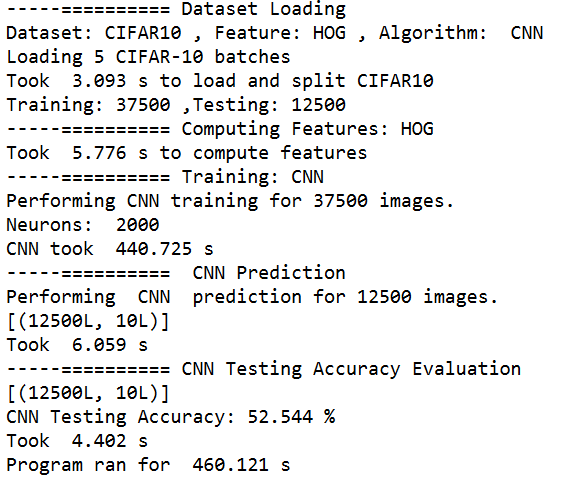 -----========== Dataset Loading
Dataset: CIFAR10 , Feature: HOG , Algorithm:  CNN
Loading 5 CIFAR-10 batches
Took  3.093 s to load and split CIFAR10
Training: 37500 ,Testing: 12500
-----========== Computing Features: HOG
Took  5.776 s to compute features
-----========== Training: CNN
Performing CNN training for 37500 images.
Neurons:  2000
CNN took  440.725 s
-----==========  CNN Prediction
Performing  CNN  prediction for 12500 images.
[(12500L, 10L)]
Took  6.059 s
-----========== CNN Testing Accuracy Evaluation
[(12500L, 10L)]
CNN Testing Accuracy: 52.544 %
Took  4.402 s
Program ran for  460.121 s